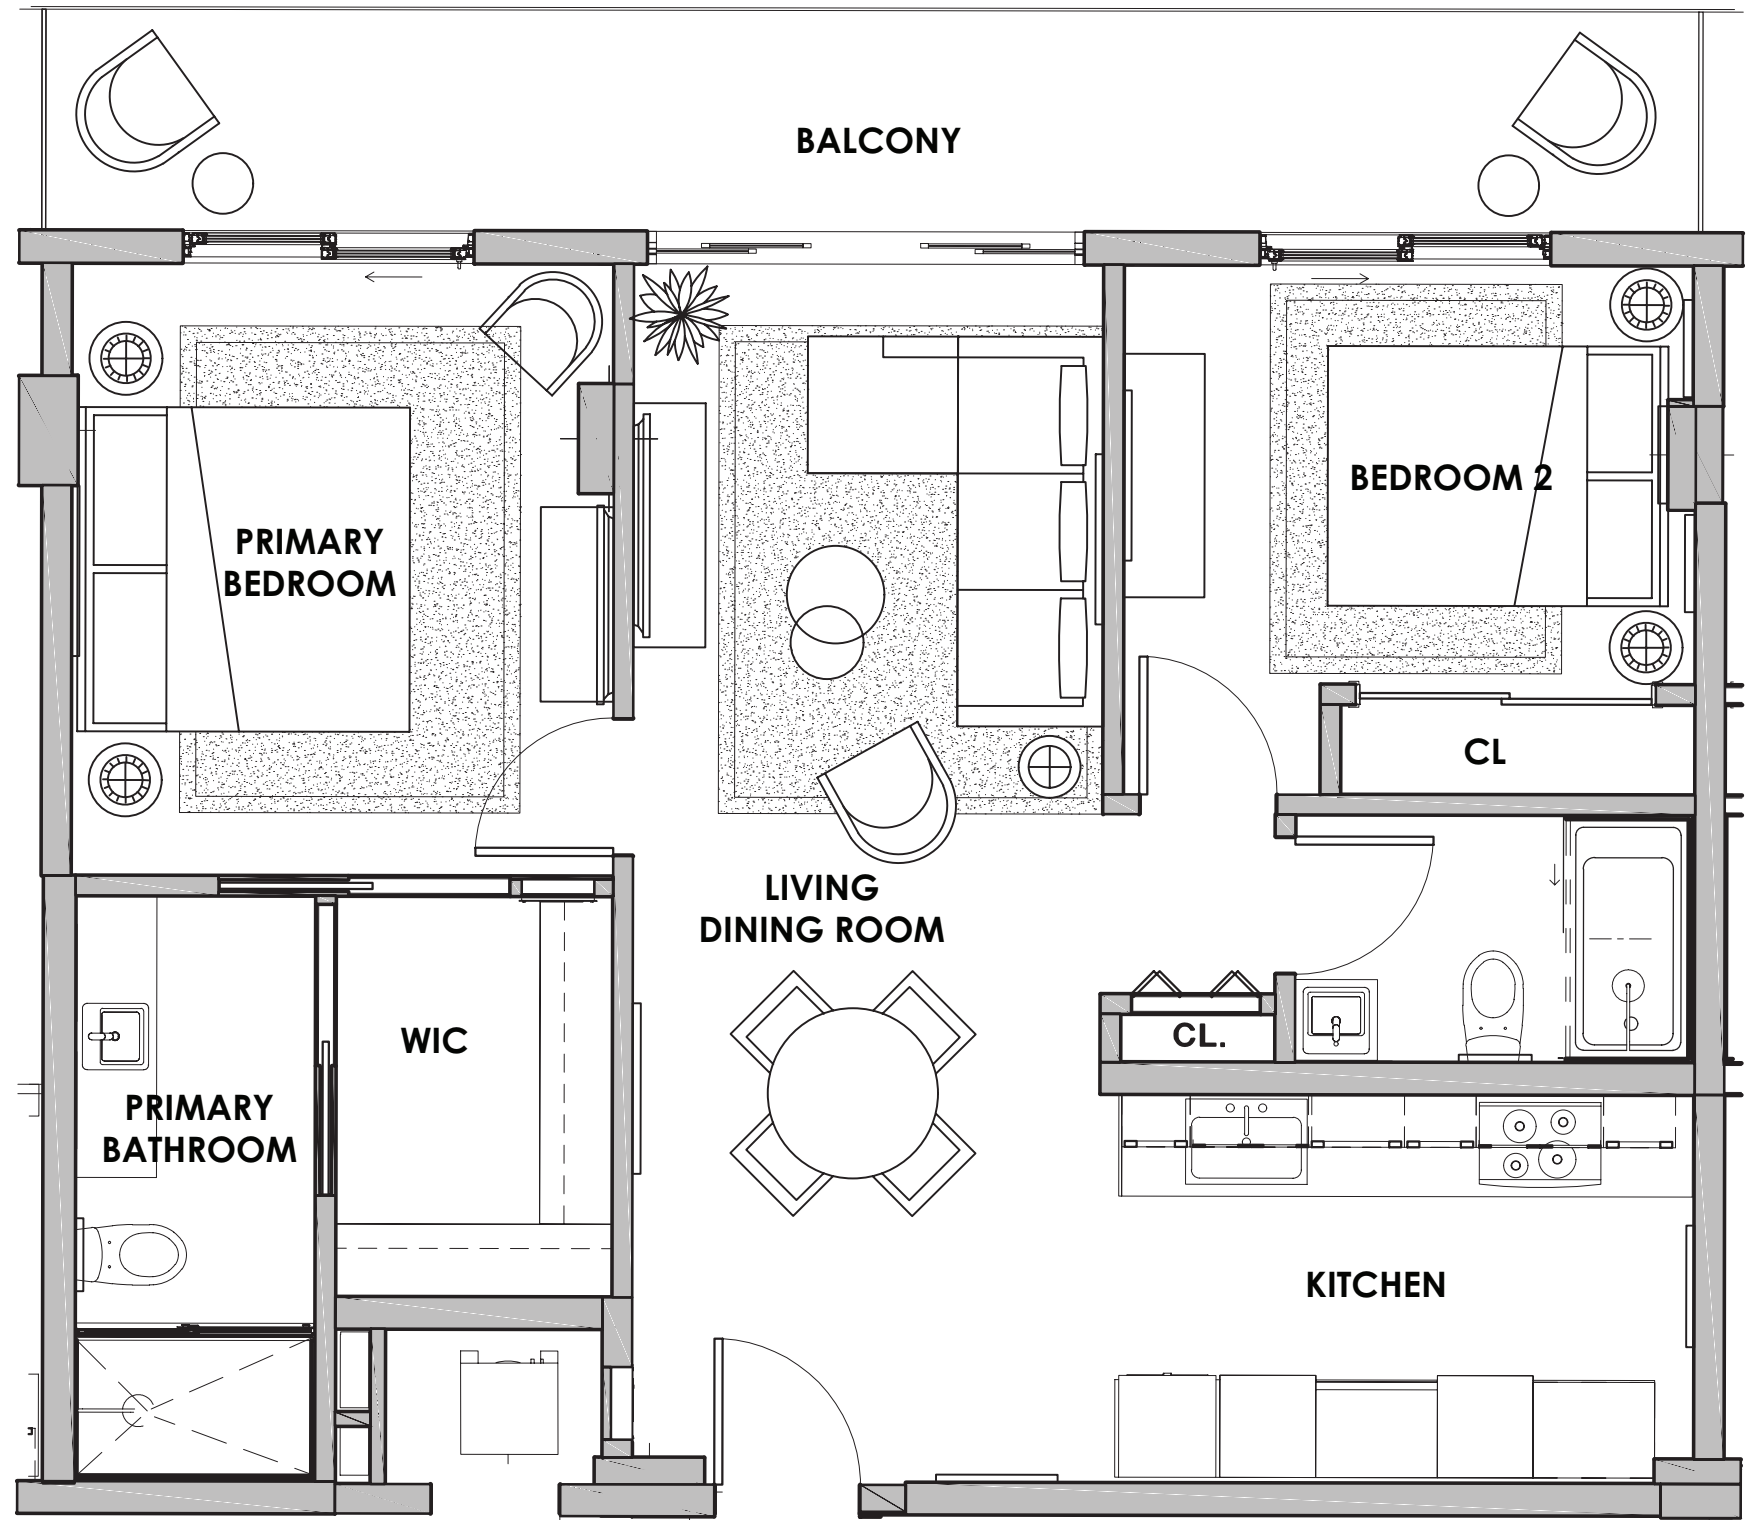 BALCONY
PRIMARY
BEDROOM
BEDROOM 2
CL
LIVING
DINING ROOM
WIC
CL.
PRIMARY
BATHROOM
KITCHEN